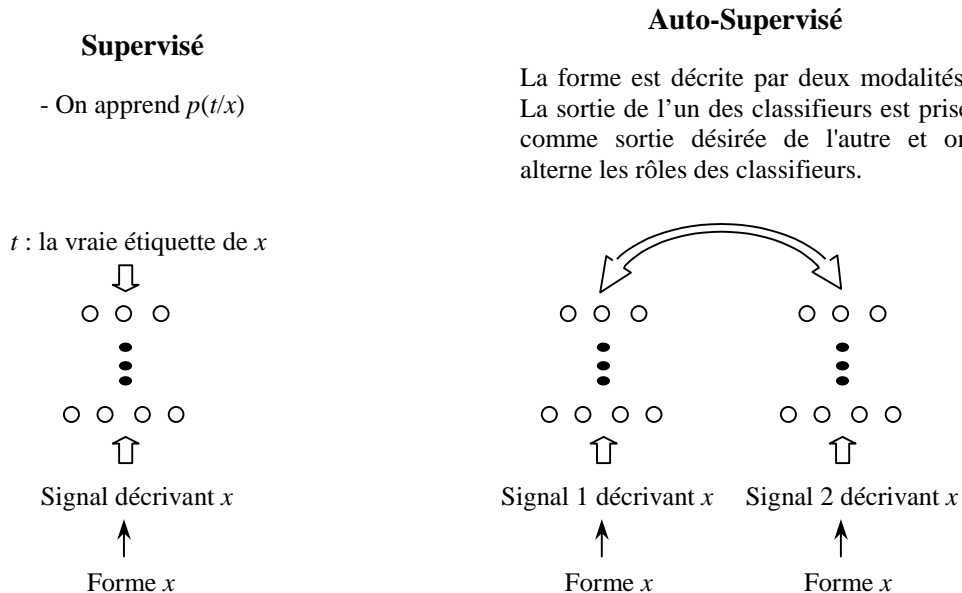 Supervisé
- On apprend p(t/x)
t : la vraie étiquette de x
Signal décrivant x
Forme x
Auto-Supervisé
La forme est décrite par deux modalités
La sortie de l’un des classifieurs est prise
comme sortie désirée de l'autre et on
alterne les rôles des classifieurs.
Signal 1 décrivant x Signal 2 décrivant x
Forme x Forme x